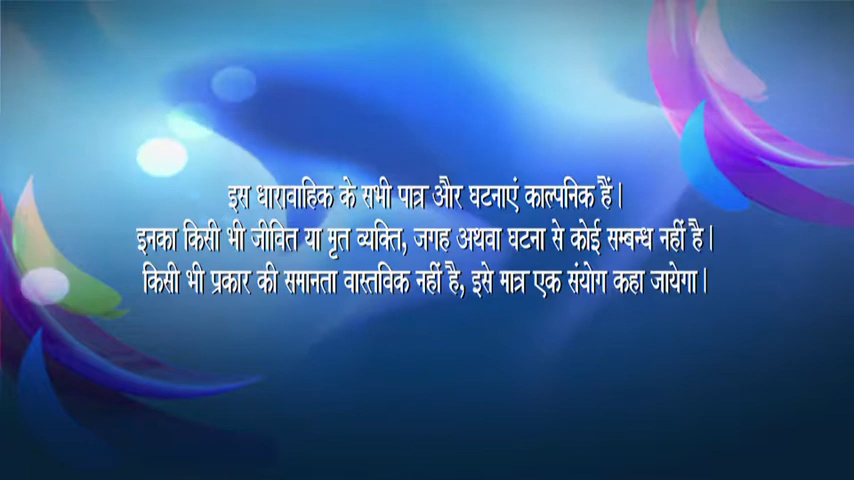 इस धारावाहिक के सभी पात्र और घटनाएं काल्पनिक हैं।
इनका किसी भी जीवित या मृत व्यक्ति, जगह अथवा घटना से कोई सम्बन्ध नहीं है।
किसी भी प्रकार की समानता वास्तविक नहीं है, इसे मात्र एक संयोग कहा जायेगा।